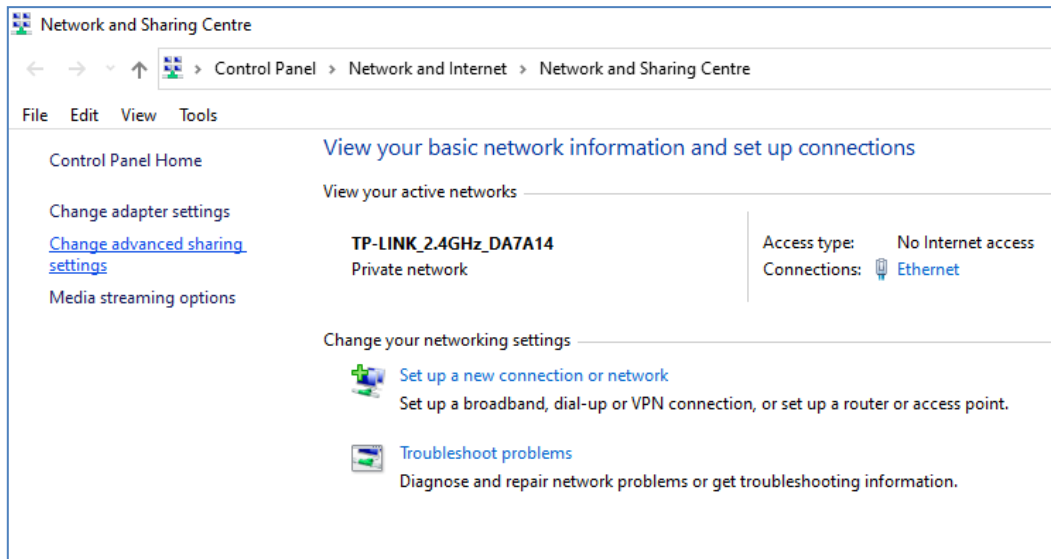 Network and Sharing Centre
Control Panel > Network and Internet > Network and Sharing Centre
File Edit View Tools
Control Panel Home
Change adapter settings
Change advanced sharing
settings
Media streaming options
View your basic network information and set up connections
View your active networks
TP-LINK_2.4GHz_DA7A14
Private network
Access type: No Internet access
Connections: Ethernet
Change your networking settings
Set up a new connection or network
Set up a broadband, dial-up or VPN connection, or set up a router or access point.
Troubleshoot problems
Diagnose and repair network problems or get troubleshooting information.